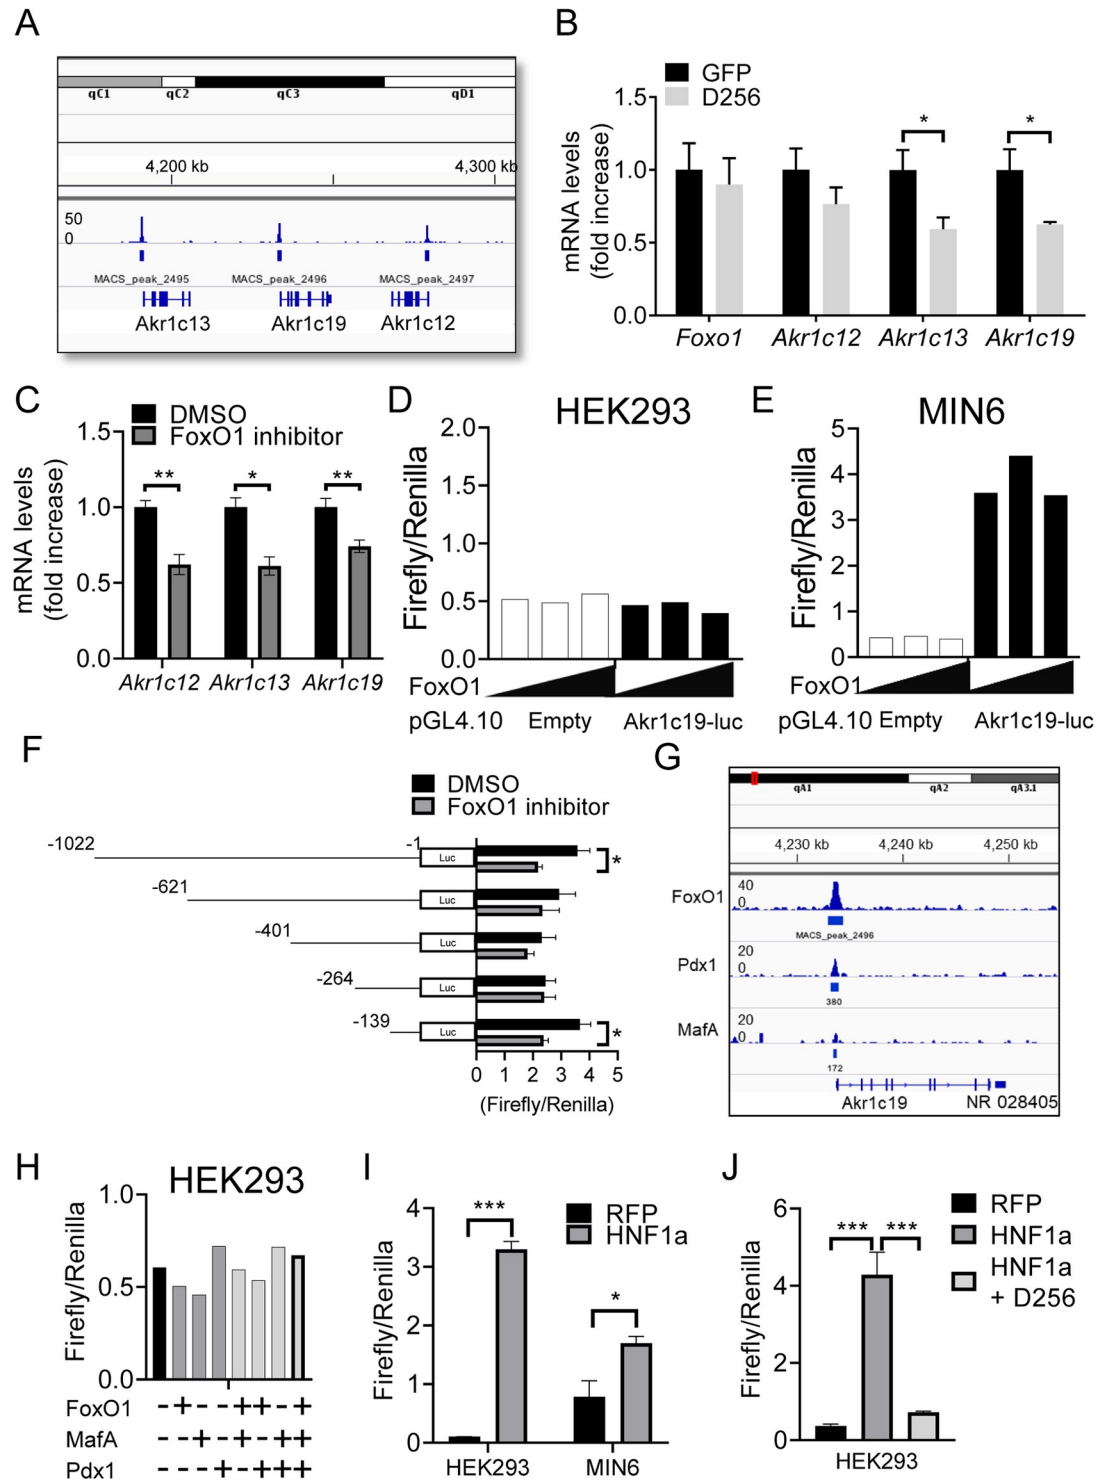 A
qC1 qC2 qC3 qD1
4,200 kb 4,300 kb
50
0
MACS_peak_2495 MACS_peak_2496 MACS_peak_2497
Akr1c13 Akr1c19 Akr1c12
B
GFP
D256
mRNA levels
(fold increase)
1.5
1.0
0.5
0.0
* *
Foxo1 Akr1c12 Akr1c13 Akr1c19
C
DMSO
FoxO1 inhibitor
mRNA levels
(fold increase)
1.5
1.0
0.5
0.0
** * **
Akr1c12 Akr1c13 Akr1c19
D
HEK293
Firefly/Renilla
2.0
1.5
1.0
0.5
0.0
FoxO1
pGL4.10 Empty Akr1c19-luc
E
MIN6
Firefly/Renilla
5
4
3
2
1
0
FoxO1
pGL4.10 Empty Akr1c19-luc
F
DMSO
FoxO1 inhibitor
-1022 -1 Luc *
-621 Luc
-401 Luc
-264 Luc
-139 Luc *
0 1 2 3 4 5
(Firefly/Renilla)
G
qA1 qA2 qA3.1
4,230 kb 4,240 kb 4,250 kb
FoxO1 40
0
MACS_peak_2496
Pdx1 20
0
380
MafA 20
0
172
Akr1c19 NR 028405
H
HEK293
Firefly/Renilla
1.0
0.5
0.0
FoxO1 - + - - + + - +
MafA - - + - + - + +
Pdx1 - - - + - + + +
I
RFP
HNF1a
Firefly/Renilla
4
3
2
1
0
*** *
HEK293 MIN6
J
RFP
HNF1a
HNF1a
+ D256
Firefly/Renilla
6
4
2
0
*** ***
HEK293